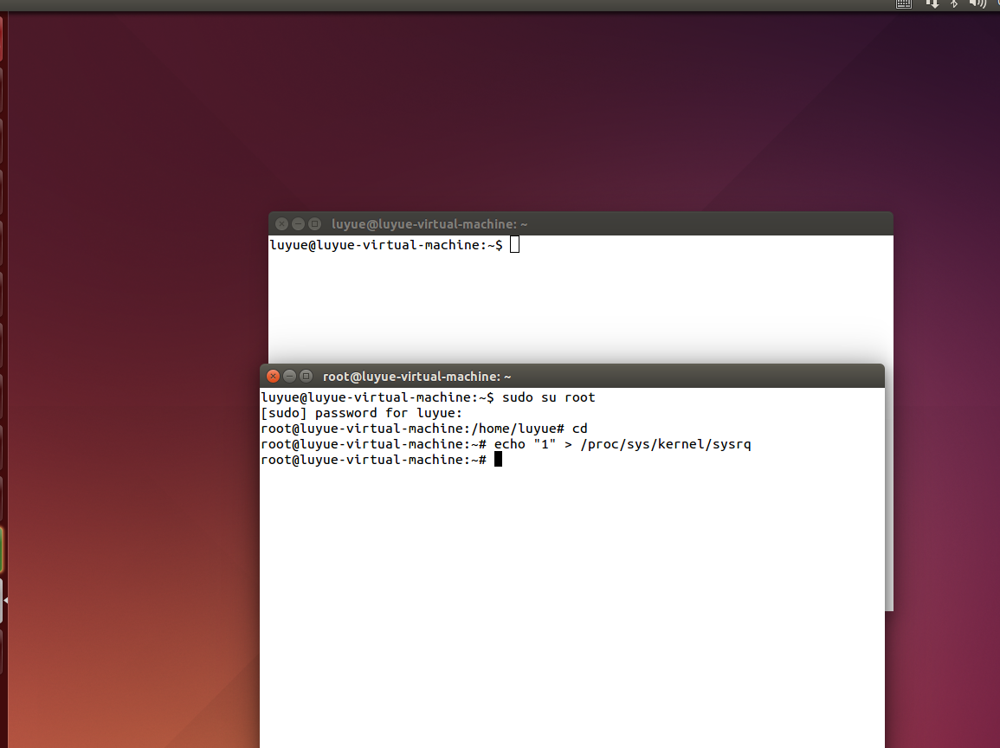 luyue@luyue-virtual-machine: ~
luyue@luyue-virtual-machine:~$
root@luyue-virtual-machine: ~
luyue@luyue-virtual-machine:~$ sudo su root
[sudo] password for luyue:
root@luyue-virtual-machine:/home/luyue# cd
root@luyue-virtual-machine:~# echo "1" > /proc/sys/kernel/sysrq
root@luyue-virtual-machine:~#